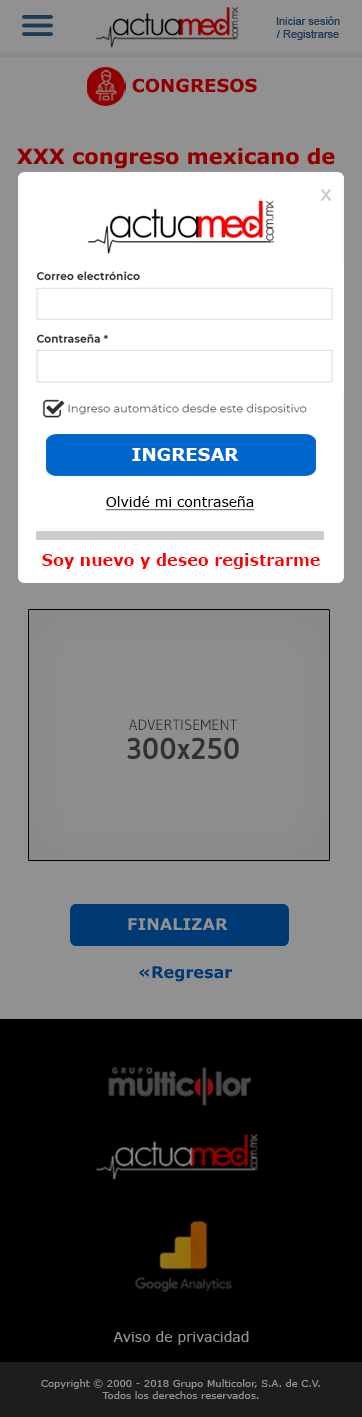 actuamed.com.mx
Iniciar sesión
/ Registrarse
CONGRESOS
XXX congreso mexicano de
X
actuamed.com.mx
Correo electrónico
Contraseña *
Ingreso automático desde este dispositivo
INGRESAR
Olvidé mi contraseña
Soy nuevo y deseo registrarme
ADVERTISEMENT
300x250
FINALIZAR
«Regresar
GRUPO
multicolor
actuamed.com.mx
Google Analytics
Aviso de privacidad
Copyright © 2000 - 2018 Grupo Multicolor, S.A. de C.V.
Todos los derechos reservados.